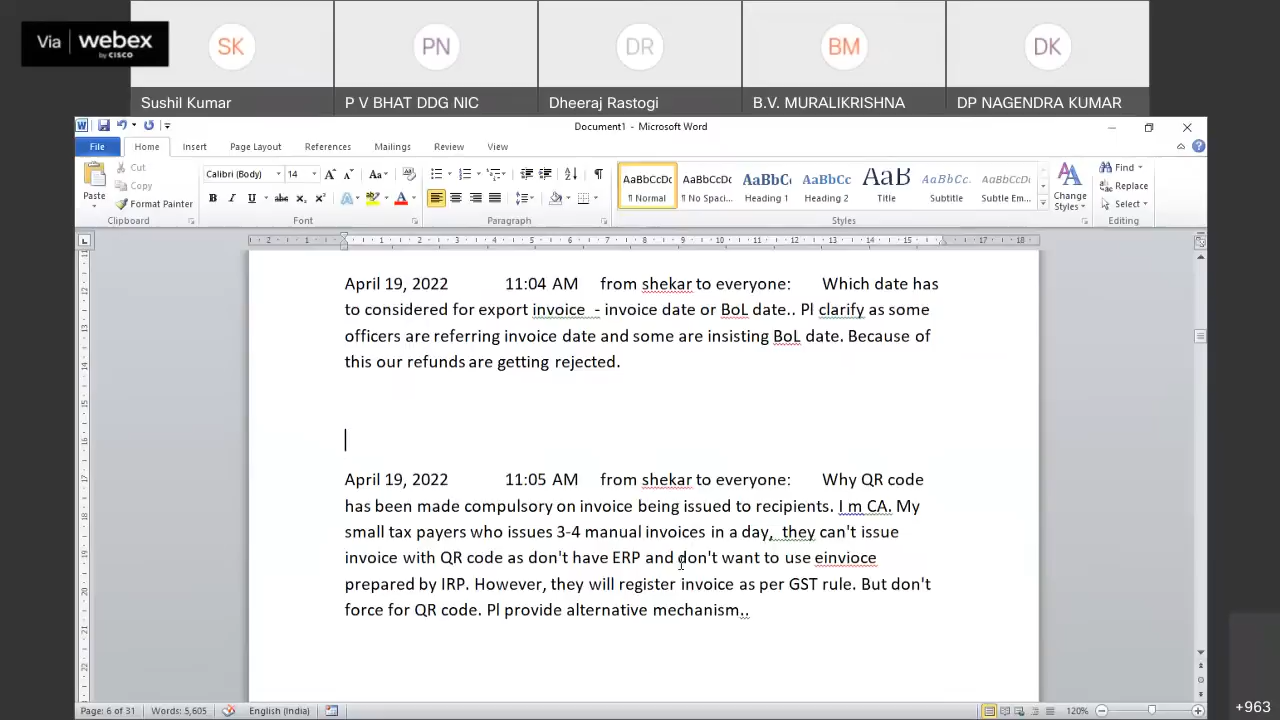 Via webex
by CISCO
SK PN DR BM DK
Sushil Kumar P V BHAT DDG NIC Dheeraj Rastogi B.V. MURALIKRISHNA DP NAGENDRA KUMAR
Document1 - Microsoft Word
File Home Insert Page Layout References Mailings Review View
Paste
Cut
Copy
Format Painter
Clipboard
Calibri (Body) 14
Font
Paragraph
AaBbCcDc AaBbCcDc AaBbC AaBbCc AaB AaBbCc. AaBbCcDc
¶ Normal ¶ No Spaci... Heading 1 Heading 2 Title Subtitle Subtle Em...
Change
Styles
Styles
Find
Replace
Select
Editing
April 19, 2022 11:04 AM from shekar to everyone: Which date has
to considered for export invoice - invoice date or BoL date.. Pl clarify as some
officers are referring invoice date and some are insisting BoL date. Because of
this our refunds are getting rejected.
April 19, 2022 11:05 AM from shekar to everyone: Why QR code
has been made compulsory on invoice being issued to recipients. I m CA. My
small tax payers who issues 3-4 manual invoices in a day, they can't issue
invoice with QR code as don't have ERP and don't want to use einvioce
prepared by IRP. However, they will register invoice as per GST rule. But don't
force for QR code. Pl provide alternative mechanism..
Page: 6 of 31 Words: 5,605 English (India) 120%
+963